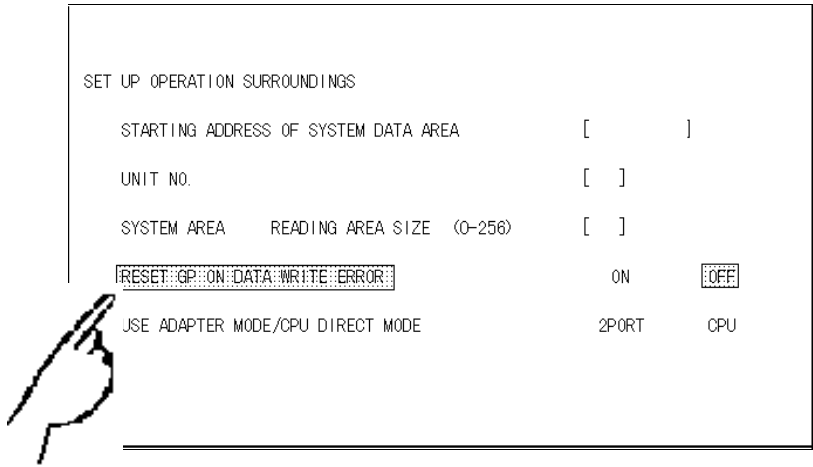 SET UP OPERATION SURROUNDINGS
STARTING ADDRESS OF SYSTEM DATA AREA [ ]
UNIT NO. [ ]
SYSTEM AREA READING AREA SIZE (0-256) [ ]
RESET GP ON DATA WRITE ERROR ON OFF
USE ADAPTER MODE/CPU DIRECT MODE 2PORT CPU